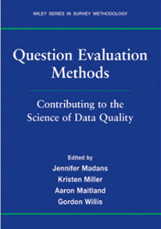 WILEY SERIES IN SURVEY METHODOLOGY
Question Evaluation
Methods
Contributing to the
Science of Data Quality
Edited by
Jennifer Madans
Kristen Miller
Aaron Maitland
Gordon Willis